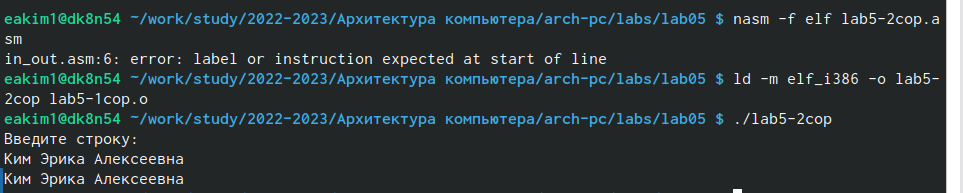 eakim1@dk8n54 ~/work/study/2022-2023/Архитектура компьютера/arch-pc/labs/lab05 $ nasm -f elf lab5-2cop.a
sm
in_out.asm:6: error: label or instruction expected at start of line
eakim1@dk8n54 ~/work/study/2022-2023/Архитектура компьютера/arch-pc/labs/lab05 $ ld -m elf_i386 -o lab5-
2cop lab5-1cop.o
eakim1@dk8n54 ~/work/study/2022-2023/Архитектура компьютера/arch-pc/labs/lab05 $ ./lab5-2cop
Введите строку:
Ким Эрика Алексеевна
Ким Эрика Алексеевна